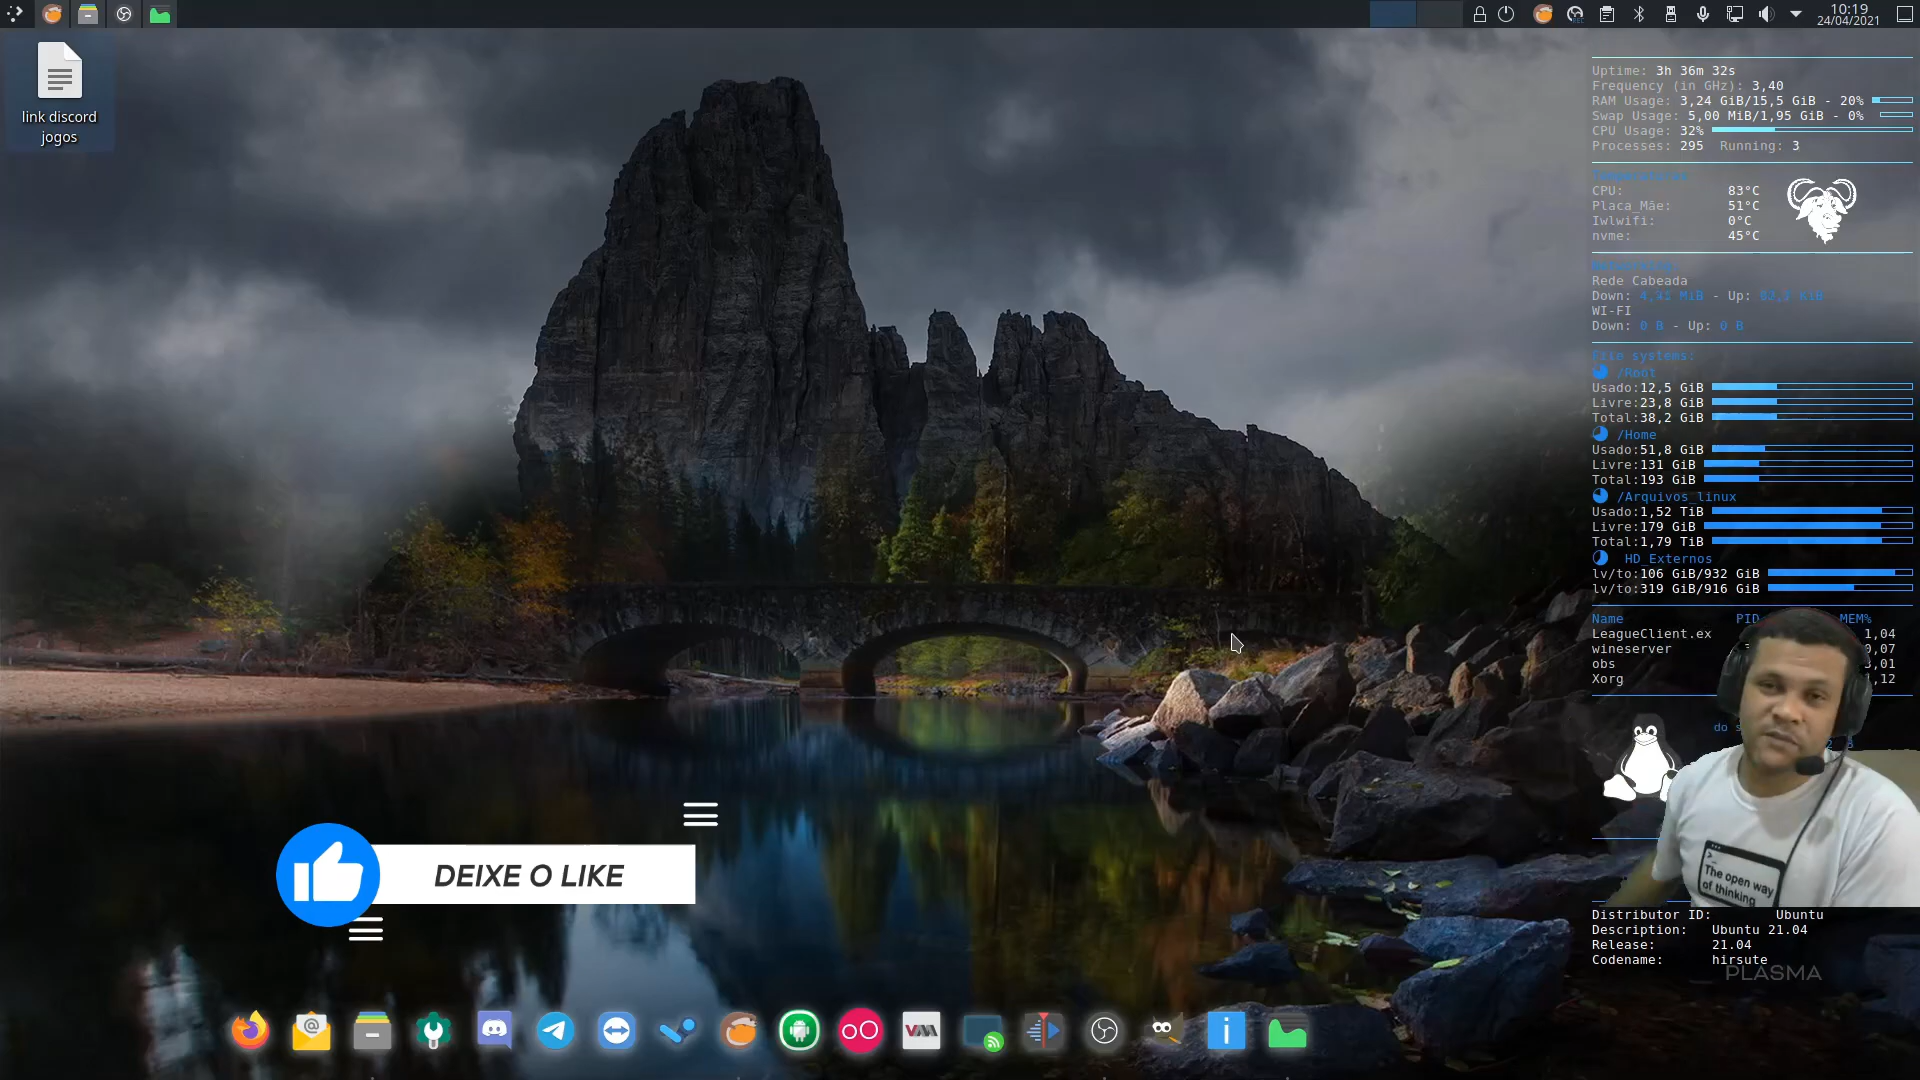 10:19
24/04/2021
link discord
jogos
Uptime: 3h 36m 32s
Frequency (in GHz): 3,40
RAM Usage: 3,24 GiB/15,5 GiB - 20%
Swap Usage: 5,00 MiB/1,95 GiB - 0%
CPU Usage: 32%
Processes: 295 Running: 3
CPU: 83°C
Placa_Mãe: 51°C
Iwlwifi: 0°C
nvme: 45°C
Rede Cabeada
Down: MiB - Up:
WI-FI
Down: 0 B - Up: 0 B
File systems:
/Root
Usado:12,5 GiB
Livre:23,8 GiB
Total:38,2 GiB
/Home
Usado:51,8 GiB
Livre:131 GiB
Total:193 GiB
/Arquivos_linux
Usado:1,52 TiB
Livre:179 GiB
Total:1,79 TiB
HD_Externos
lv/to:106 GiB/932 GiB
lv/to:319 GiB/916 GiB
Name PID MEM%
LeagueClient.ex 1,04
wineserver
obs
Xorg
do
>_
The open way
of thinking
DEIXE O LIKE
Distributor ID: Ubuntu
Description: Ubuntu 21.04
Release: 21.04
Codename: hirsute
PLASMA